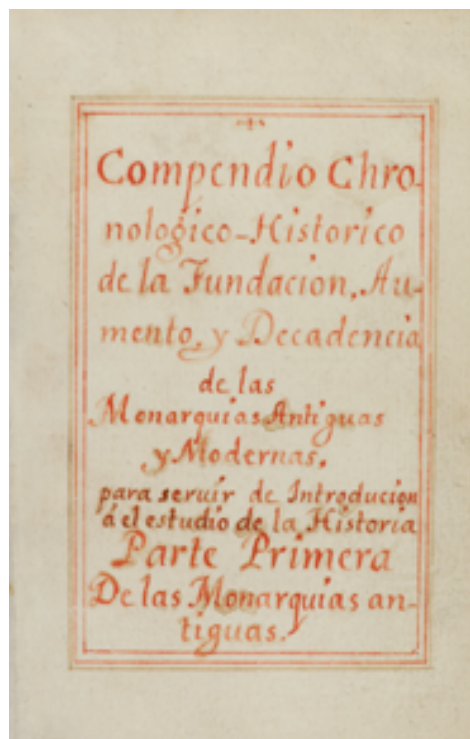 Compendio Chro-
nologico-Historico
de la Fundacion, Au-
mento, y Decadencia
de las
Monarquias Antiguas
y Modernas,
para servir de Introducion
á el estudio de la Historia
Parte Primera
De las Monarquias an-
tiguas.